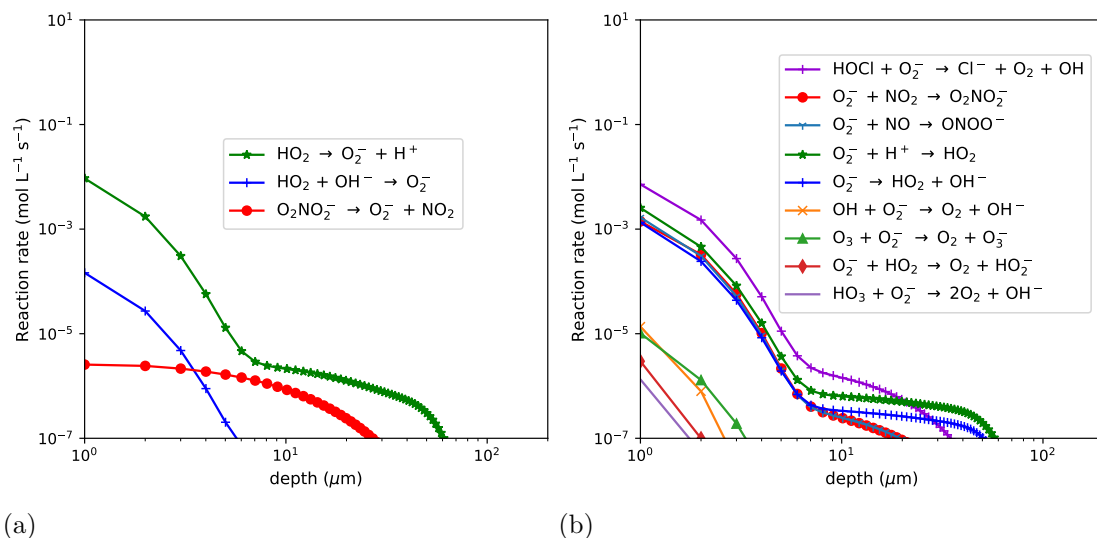 10¹
10⁻¹
10⁻³
10⁻⁵
10⁻⁷
Reaction rate (mol L⁻¹ s⁻¹)
HO₂ → O₂⁻ + H⁺
HO₂ + OH⁻ → O₂⁻
O₂NO₂⁻ → O₂⁻ + NO₂
10⁰
10¹
10²
depth (μm)
(a)
10¹
10⁻¹
10⁻³
10⁻⁵
10⁻⁷
Reaction rate (mol L⁻¹ s⁻¹)
HOCl + O₂⁻ → Cl⁻ + O₂ + OH
O₂⁻ + NO₂ → O₂NO₂⁻
O₂⁻ + NO → ONOO⁻
O₂⁻ + H⁺ → HO₂
O₂⁻ → HO₂ + OH⁻
OH + O₂⁻ → O₂ + OH⁻
O₃ + O₂⁻ → O₂ + O₃⁻
O₂⁻ + HO₂ → O₂ + HO₂⁻
HO₃ + O₂⁻ → 2O₂ + OH⁻
10⁰
10¹
10²
depth (μm)
(b)